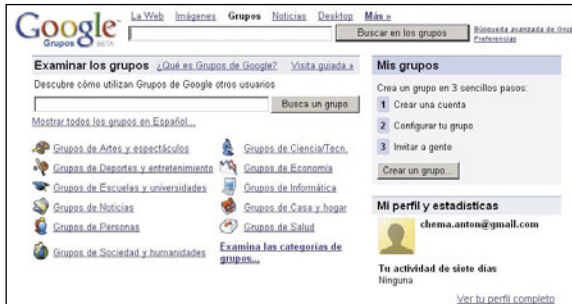 La Web Imágenes Grupos Noticias Desktop Más »
Google
Grupos BETA
Buscar en los grupos
Búsqueda avanzada de Grup
Preferencias
Examinar los grupos ¿Qué es Grupos de Google? Visita guiada »
Descubre cómo utilizan Grupos de Google otros usuarios
Busca un grupo
Mostrar todos los grupos en Español...
Grupos de Artes y espectáculos
Grupos de Ciencia/Tecn.
Grupos de Deportes y entretenimiento
Grupos de Economía
Grupos de Escuelas y universidades
Grupos de Informática
Grupos de Noticias
Grupos de Casa y hogar
Grupos de Personas
Grupos de Salud
Grupos de Sociedad y humanidades
Examina las categorías de
grupos...
Mis grupos
Crea un grupo en 3 sencillos pasos:
1 Crear una cuenta
2 Configurar tu grupo
3 Invitar a gente
Crear un grupo...
Mi perfil y estadísticas
chema.anton@gmail.com
Tu actividad de siete días
Ninguna
Ver tu perfil completo